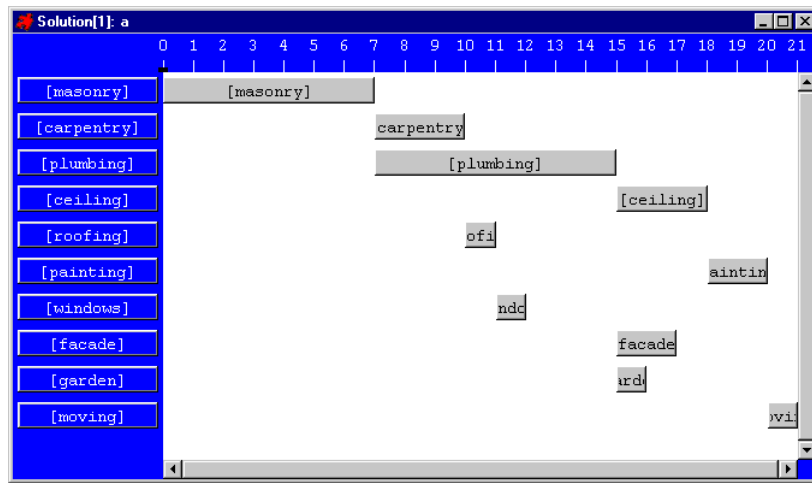 Solution[1]: a
0 1 2 3 4 5 6 7 8 9 10 11 12 13 14 15 16 17 18 19 20 21
[masonry] [masonry]
[carpentry] carpentry
[plumbing] [plumbing]
[ceiling] [ceiling]
[roofing] ofi
[painting] aintin
[windows] ndo
[facade] facade
[garden] ard
[moving] ovi